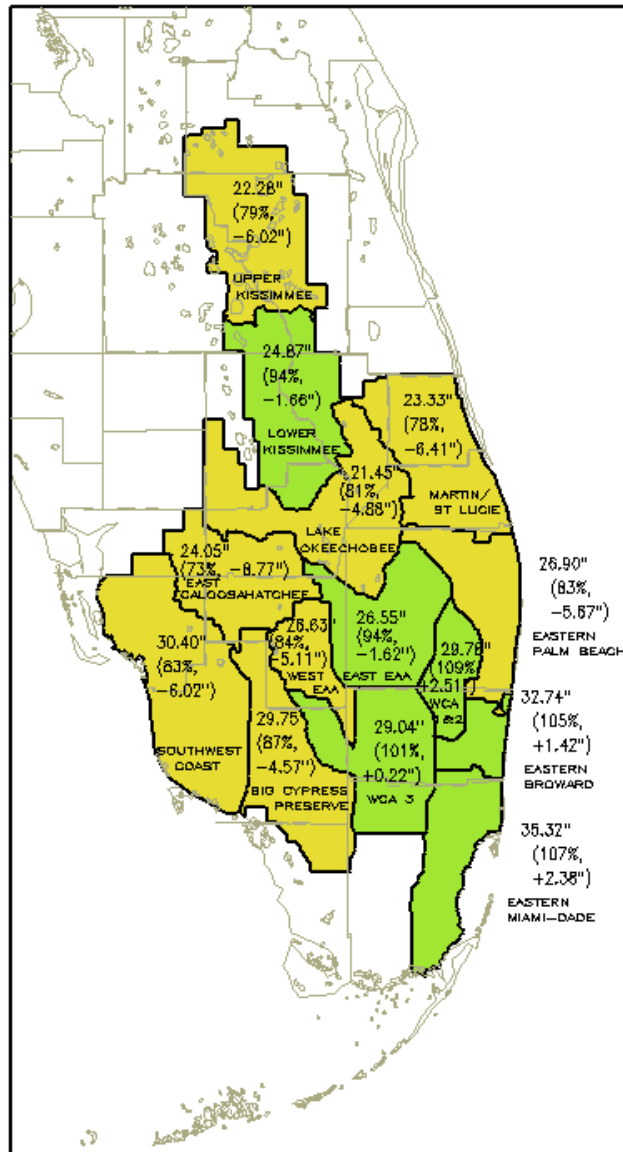 22.28"
(79%,
-6.02")
UPPER
KISSIMMEE
24.87"
(94%,
-1.66")
LOWER
KISSIMMEE
23.33"
(78%,
-6.41")
MARTIN/
ST LUCIE
21.45"
(81%,
-4.88")
LAKE
OKEECHOBEE
24.05"
(73%, -8.77")
EAST
CALOOSAHATCHEE
26.90"
(83%,
-5.67")
EASTERN
PALM BEACH
26.63"
(84%,
-5.11")
WEST
EAA
26.55"
(94%,
-1.62")
EAST EAA
29.76"
(109%,
+2.51")
WCA
1&2
30.40"
(83%,
-6.02")
SOUTHWEST
COAST
29.75"
(87%,
-4.57")
BIG CYPRESS
PRESERVE
29.04"
(101%,
+0.22")
WCA 3
32.74"
(105%,
+1.42")
EASTERN
BROWARD
35.32"
(107%,
+2.38")
EASTERN
MIAMI-DADE